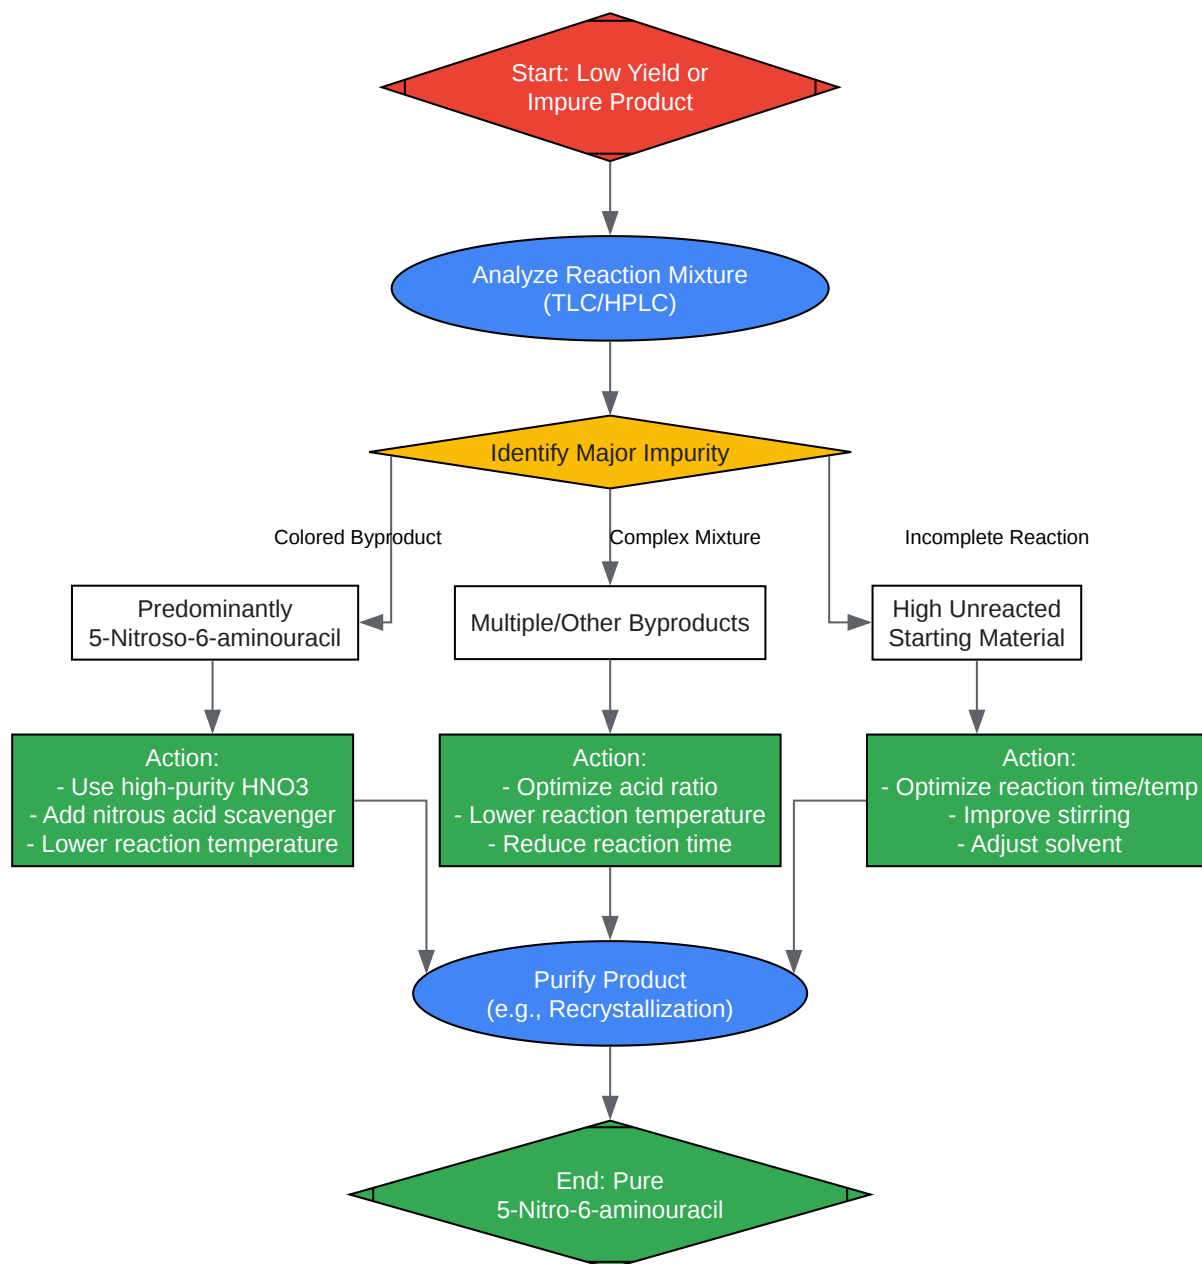 Start: Low Yield or
Impure Product
Analyze Reaction Mixture
(TLC/HPLC)
Identify Major Impurity
Colored Byproduct
Complex Mixture
Incomplete Reaction
Predominantly
5-Nitroso-6-aminouracil
Multiple/Other Byproducts
High Unreacted
Starting Material
Action:
- Use high-purity HNO3
- Add nitrous acid scavenger
- Lower reaction temperature
Action:
- Optimize acid ratio
- Lower reaction temperature
- Reduce reaction time
Action:
- Optimize reaction time/temp
- Improve stirring
- Adjust solvent
Purify Product
(e.g., Recrystallization)
End: Pure
5-Nitro-6-aminouracil